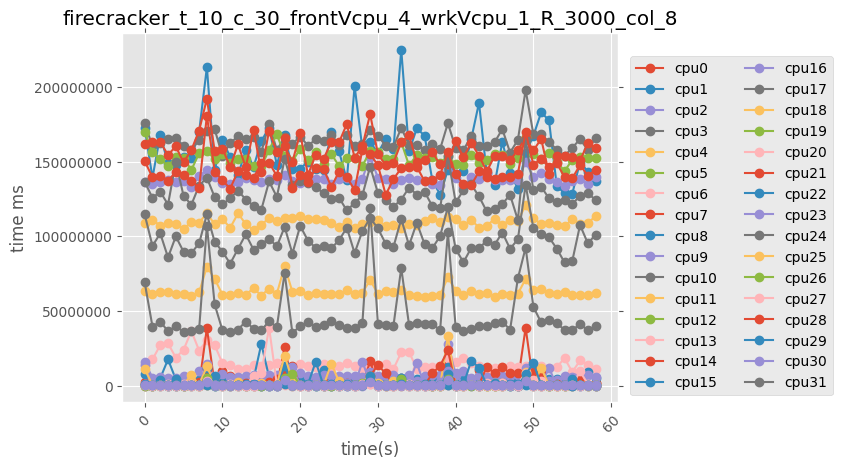 firecracker_t_10_c_30_frontVcpu_4_wrkVcpu_1_R_3000_col_8
time ms
200000000
150000000
100000000
50000000
0
0
10
20
30
40
50
60
time(s)
cpu0
cpu1
cpu2
cpu3
cpu4
cpu5
cpu6
cpu7
cpu8
cpu9
cpu10
cpu11
cpu12
cpu13
cpu14
cpu15
cpu16
cpu17
cpu18
cpu19
cpu20
cpu21
cpu22
cpu23
cpu24
cpu25
cpu26
cpu27
cpu28
cpu29
cpu30
cpu31